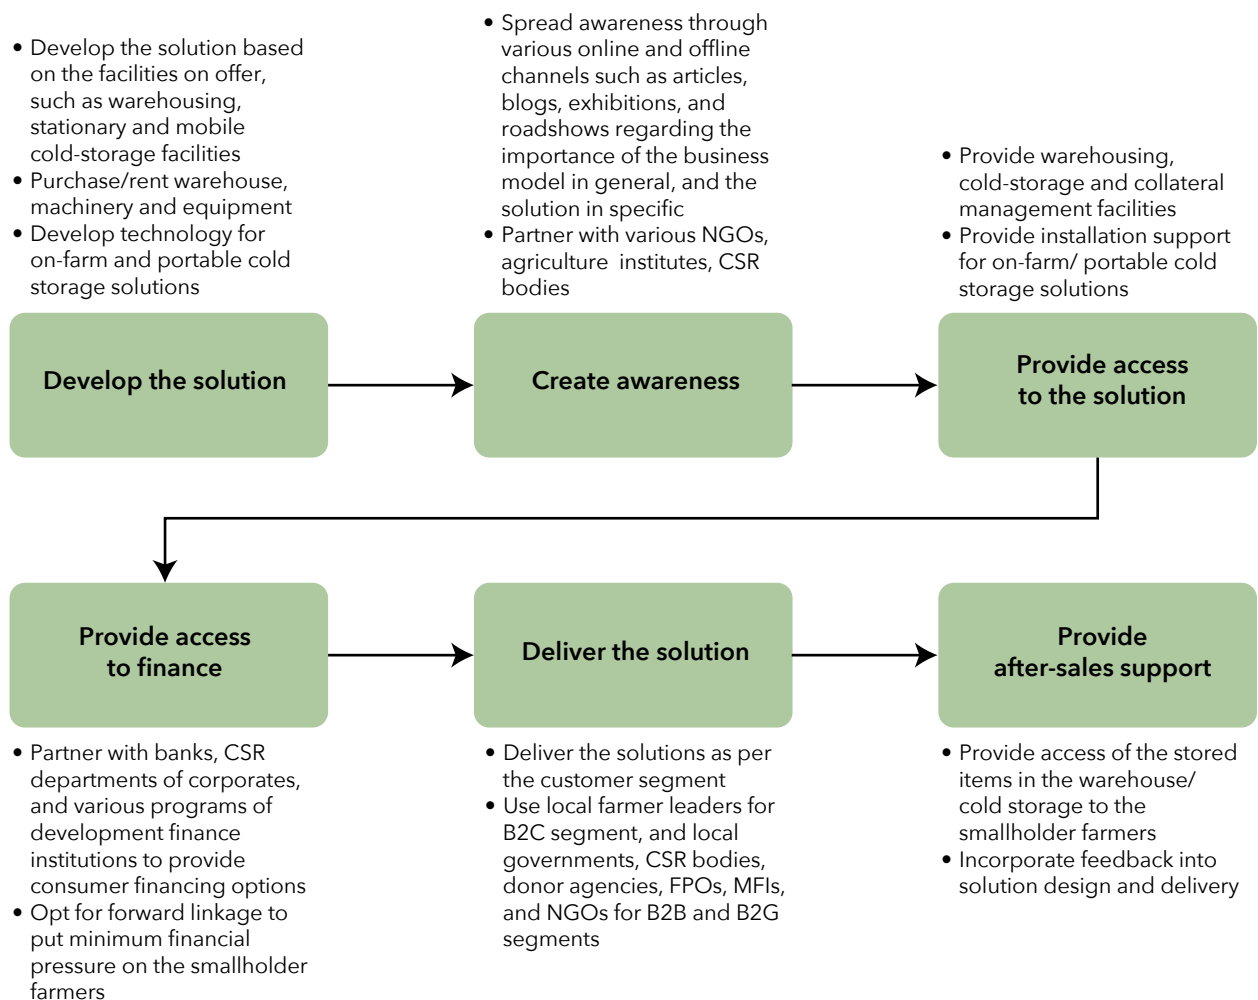 • Develop the solution based
on the facilities on offer,
such as warehousing,
stationary and mobile
cold-storage facilities
• Purchase/rent warehouse,
machinery and equipment
• Develop technology for
on-farm and portable cold
storage solutions
Develop the solution
• Spread awareness through
various online and offline
channels such as articles,
blogs, exhibitions, and
roadshows regarding the
importance of the business
model in general, and the
solution in specific
• Partner with various NGOs,
agriculture institutes, CSR
bodies
Create awareness
• Provide warehousing,
cold-storage and collateral
management facilities
• Provide installation support
for on-farm/ portable cold
storage solutions
Provide access
to the solution
Provide access
to finance
• Partner with banks, CSR
departments of corporates,
and various programs of
development finance
institutions to provide
consumer financing options
• Opt for forward linkage to
put minimum financial
pressure on the smallholder
farmers
Deliver the solution
• Deliver the solutions as per
the customer segment
• Use local farmer leaders for
B2C segment, and local
governments, CSR bodies,
donor agencies, FPOs, MFIs,
and NGOs for B2B and B2G
segments
Provide
after-sales support
• Provide access of the stored
items in the warehouse/
cold storage to the
smallholder farmers
• Incorporate feedback into
solution design and delivery